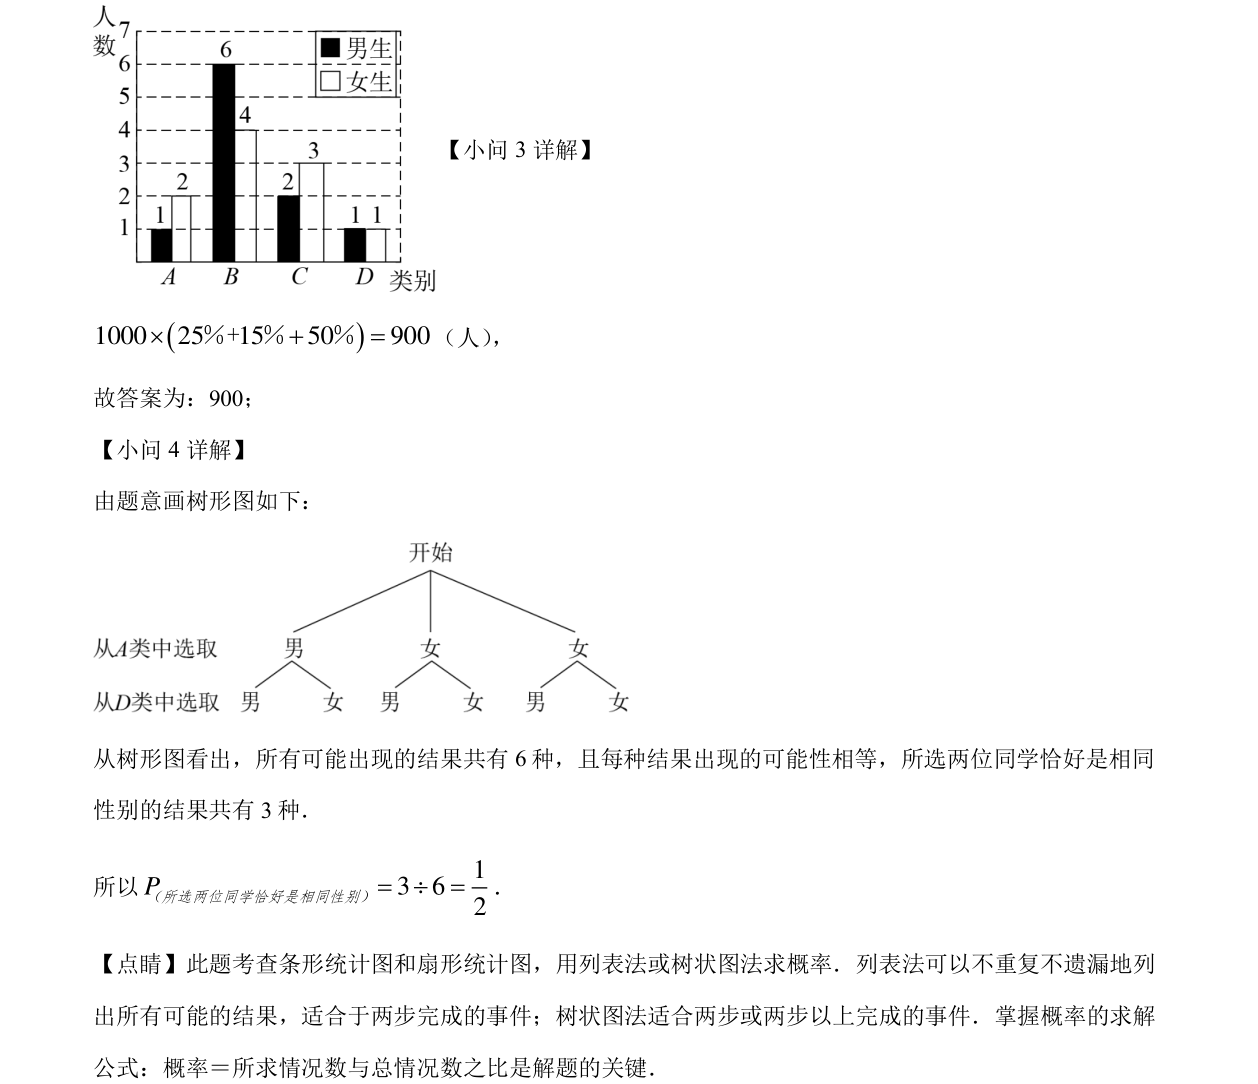 人
数
7
6
5
4
3
2
1
男生
女生
1
2
6
4
2
3
1
1
A B C D 类别
【小问 3 详解】
1000×(25%+15%+50%)=900（人），
故答案为：900；
【小问 4 详解】
由题意画树形图如下：
开始
从A类中选取 男 女 女
从D类中选取 男 女 男 女 男 女
从树形图看出，所有可能出现的结果共有 6 种，且每种结果出现的可能性相等，所选两位同学恰好是相同
性别的结果共有 3 种．
所以 P(所选两位同学恰好是相同性别) = 3÷6 = 1/2 .
【点睛】此题考查条形统计图和扇形统计图，用列表法或树状图法求概率．列表法可以不重复不遗漏地列
出所有可能的结果，适合于两步完成的事件；树状图法适合两步或两步以上完成的事件．掌握概率的求解
公式：概率＝所求情况数与总情况数之比是解题的关键．